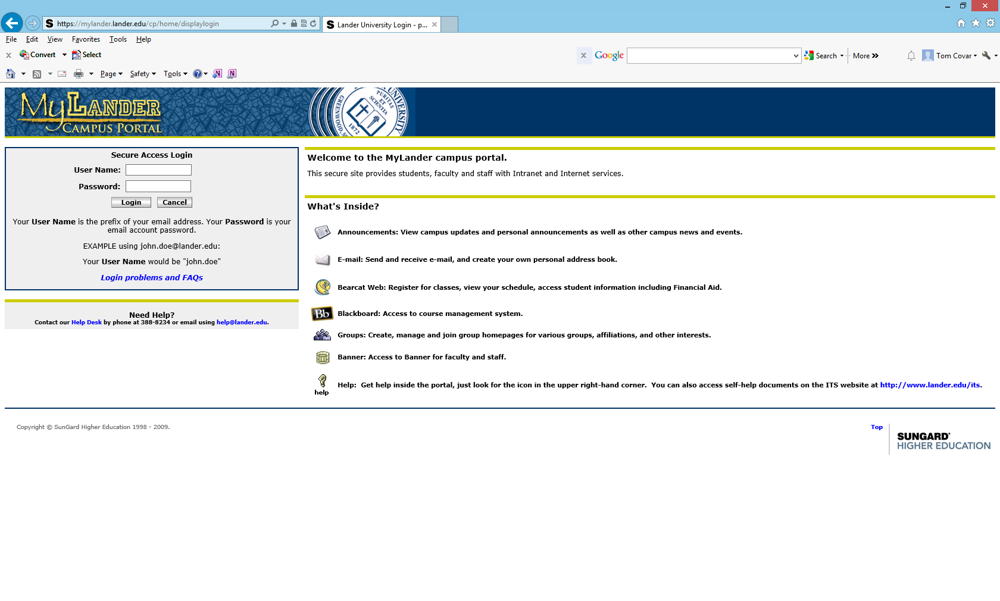 https://mylander.lander.edu/cp/home/displaylogin
Lander University Login - p...
File Edit View Favorites Tools Help
Convert Select
Google Search More Tom Covar
Page Safety Tools
MyLander
Campus Portal
UNIVERSITY
PURITAS
ET
SCIENTIA
1872
Secure Access Login
User Name:
Password:
Login Cancel
Your User Name is the prefix of your email address. Your Password is your
email account password.
EXAMPLE using john.doe@lander.edu:
Your User Name would be "john.doe"
Login problems and FAQs
Need Help?
Contact our Help Desk by phone at 388-8234 or email using help@lander.edu.
Welcome to the MyLander campus portal.
This secure site provides students, faculty and staff with Intranet and Internet services.
What's Inside?
Announcements: View campus updates and personal announcements as well as other campus news and events.
E-mail: Send and receive e-mail, and create your own personal address book.
Bearcat Web: Register for classes, view your schedule, access student information including Financial Aid.
Bb Blackboard: Access to course management system.
Groups: Create, manage and join group homepages for various groups, affiliations, and other interests.
Banner: Access to Banner for faculty and staff.
help
Help: Get help inside the portal, just look for the icon in the upper right-hand corner. You can also access self-help documents on the ITS website at http://www.lander.edu/its.
Copyright © SunGard Higher Education 1998 - 2009.
Top
SUNGARD®
HIGHER EDUCATION